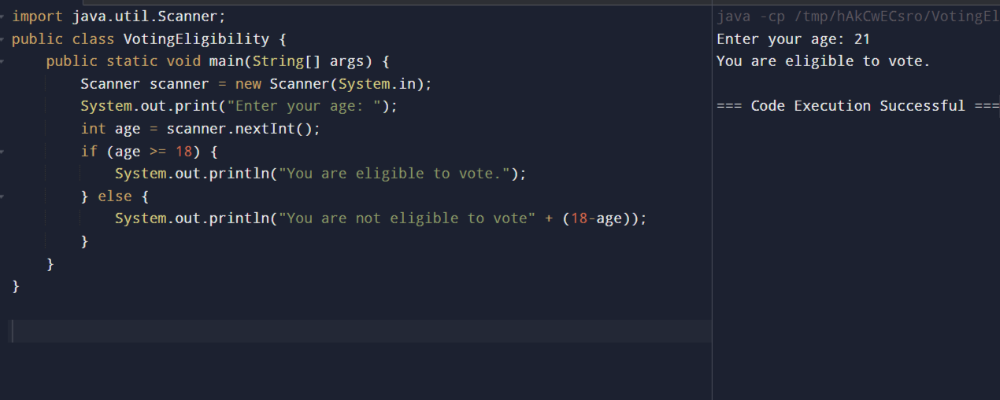 import java.util.Scanner;
public class VotingEligibility {
    public static void main(String[] args) {
        Scanner scanner = new Scanner(System.in);
        System.out.print("Enter your age: ");
        int age = scanner.nextInt();
        if (age >= 18) {
            System.out.println("You are eligible to vote.");
        } else {
            System.out.println("You are not eligible to vote" + (18-age));
        }
    }
}
java -cp /tmp/hAkCwECsro/VotingEl
Enter your age: 21
You are eligible to vote.
=== Code Execution Successful ===